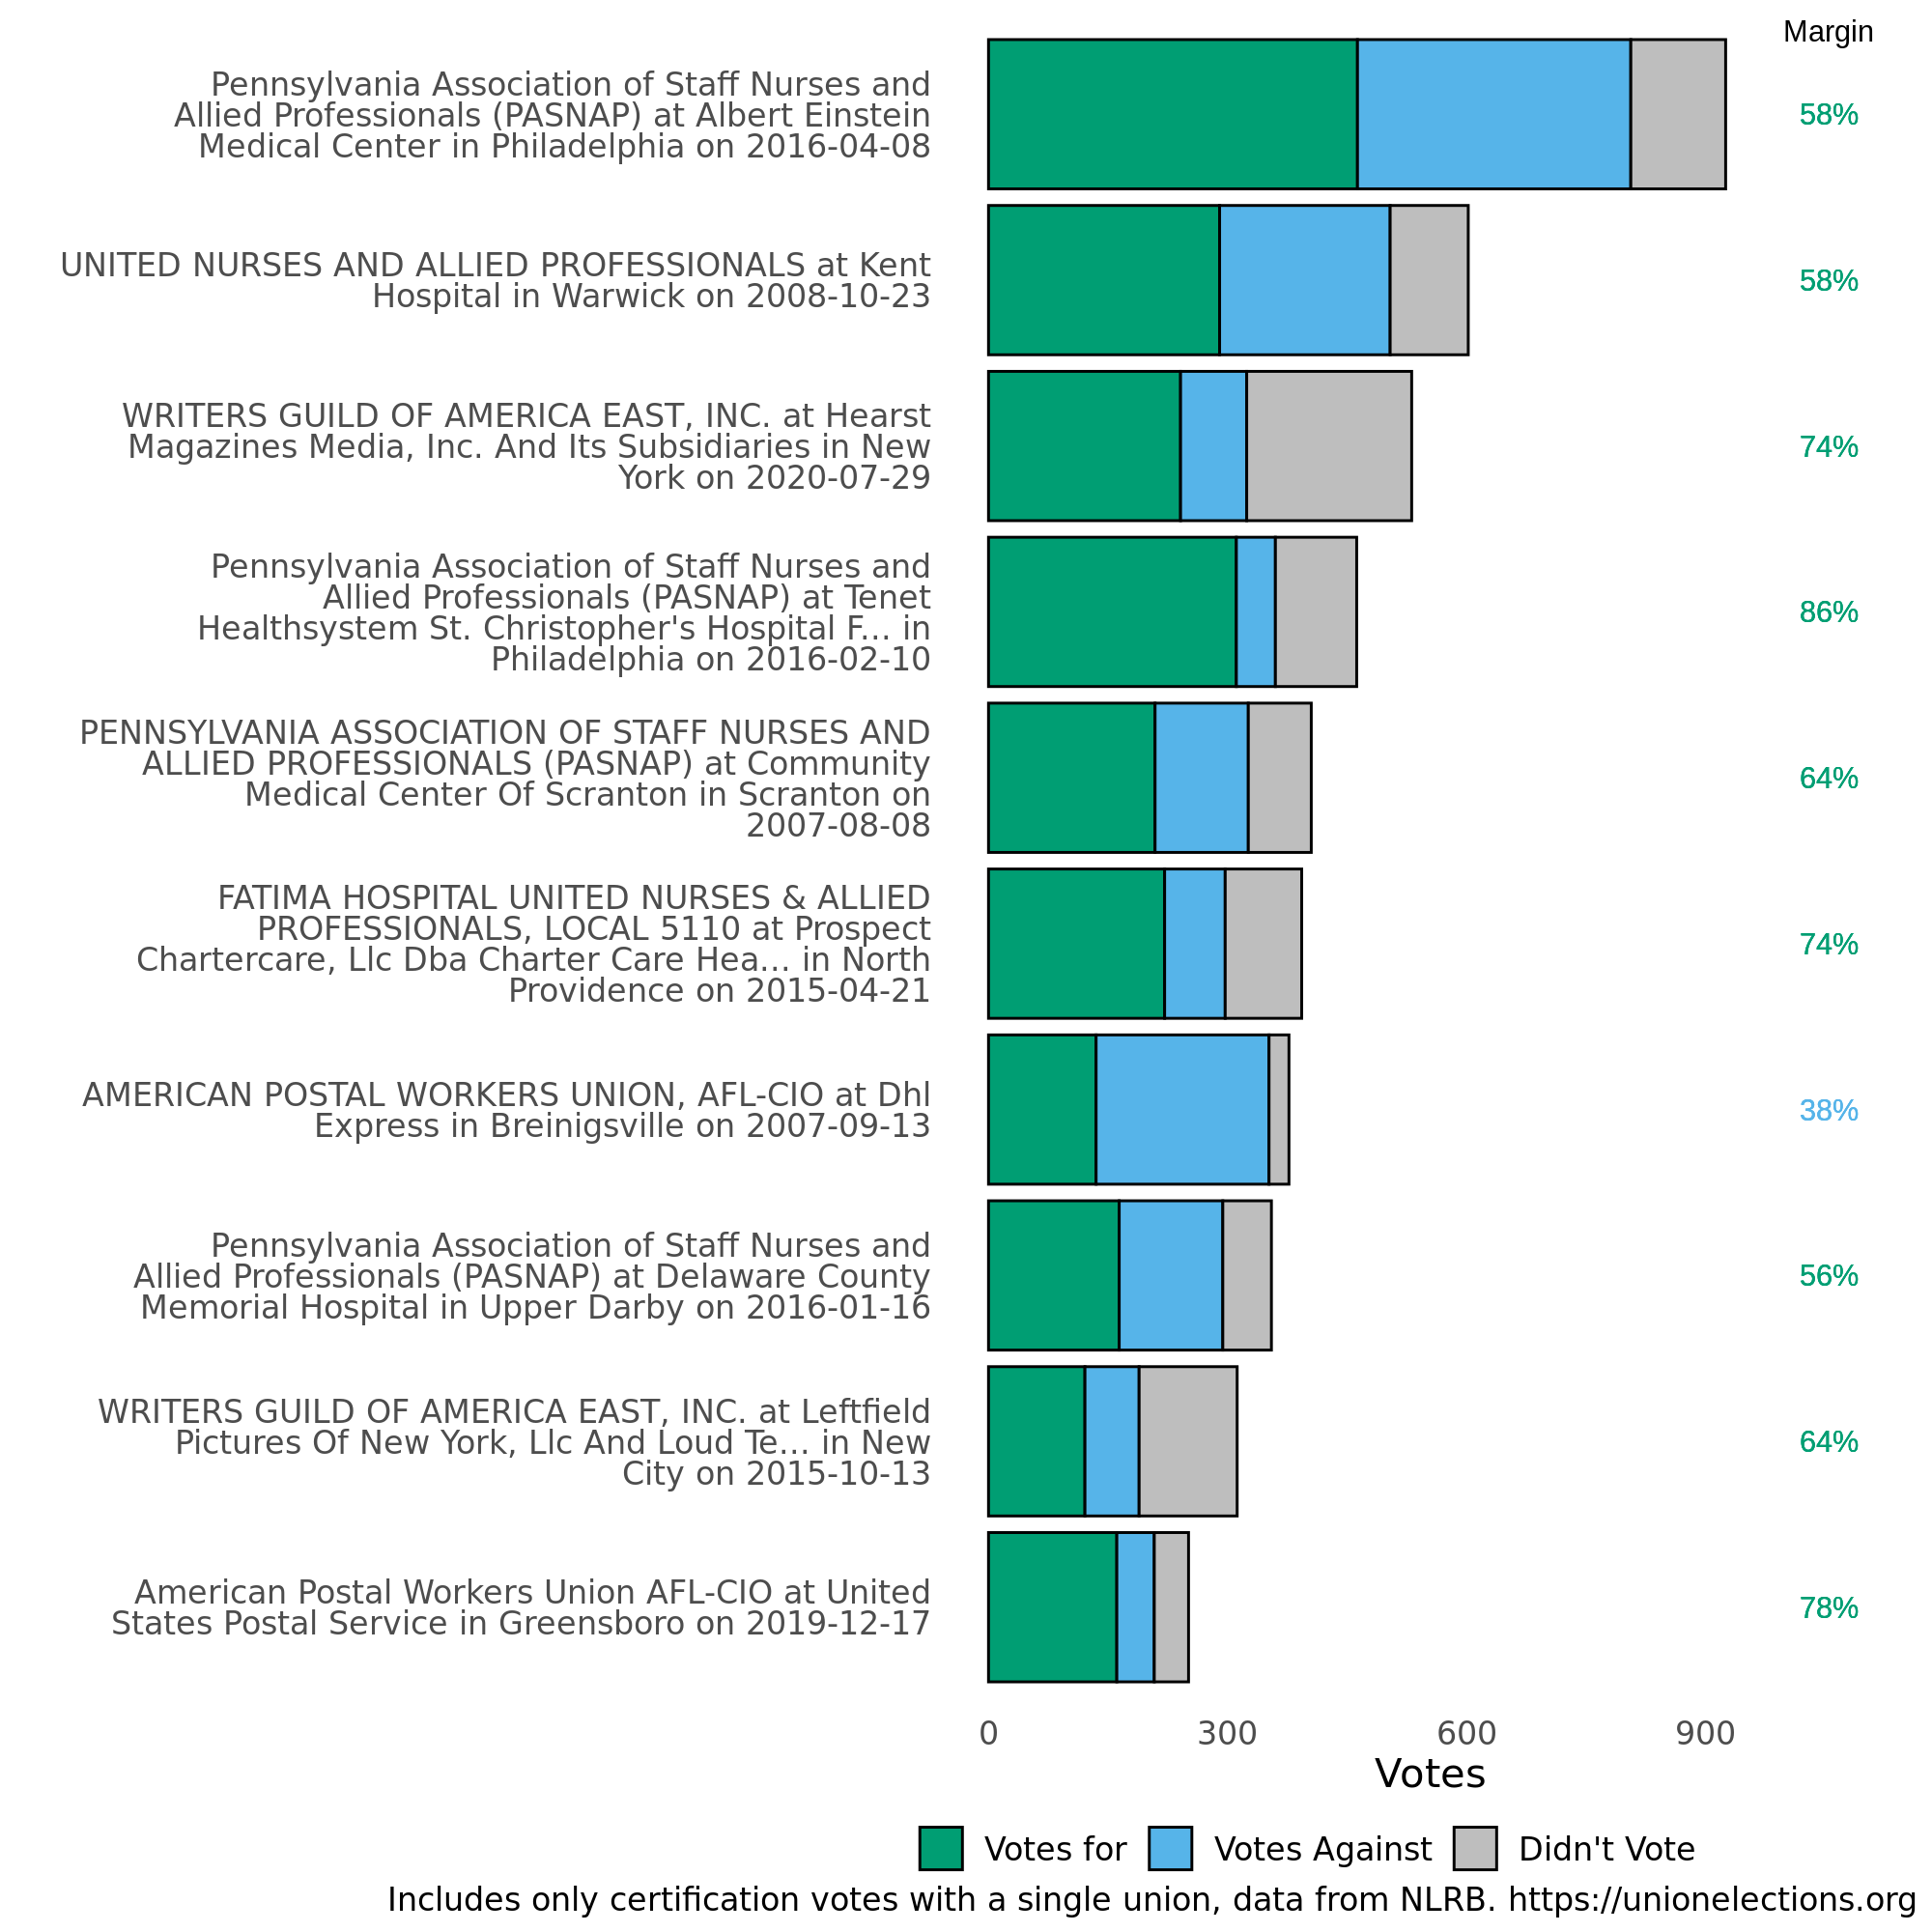 Margin
Pennsylvania Association of Staff Nurses and
Allied Professionals (PASNAP) at Albert Einstein
Medical Center in Philadelphia on 2016-04-08
58%
UNITED NURSES AND ALLIED PROFESSIONALS at Kent
Hospital in Warwick on 2008-10-23
58%
WRITERS GUILD OF AMERICA EAST, INC. at Hearst
Magazines Media, Inc. And Its Subsidiaries in New
York on 2020-07-29
74%
Pennsylvania Association of Staff Nurses and
Allied Professionals (PASNAP) at Tenet
Healthsystem St. Christopher's Hospital F... in
Philadelphia on 2016-02-10
86%
PENNSYLVANIA ASSOCIATION OF STAFF NURSES AND
ALLIED PROFESSIONALS (PASNAP) at Community
Medical Center Of Scranton in Scranton on
2007-08-08
64%
FATIMA HOSPITAL UNITED NURSES & ALLIED
PROFESSIONALS, LOCAL 5110 at Prospect
Chartercare, Llc Dba Charter Care Hea... in North
Providence on 2015-04-21
74%
AMERICAN POSTAL WORKERS UNION, AFL-CIO at Dhl
Express in Breinigsville on 2007-09-13
38%
Pennsylvania Association of Staff Nurses and
Allied Professionals (PASNAP) at Delaware County
Memorial Hospital in Upper Darby on 2016-01-16
56%
WRITERS GUILD OF AMERICA EAST, INC. at Leftfield
Pictures Of New York, Llc And Loud Te... in New
City on 2015-10-13
64%
American Postal Workers Union AFL-CIO at United
States Postal Service in Greensboro on 2019-12-17
78%
0 300 600 900
Votes
Votes for Votes Against Didn't Vote
Includes only certification votes with a single union, data from NLRB. https://unionelections.org